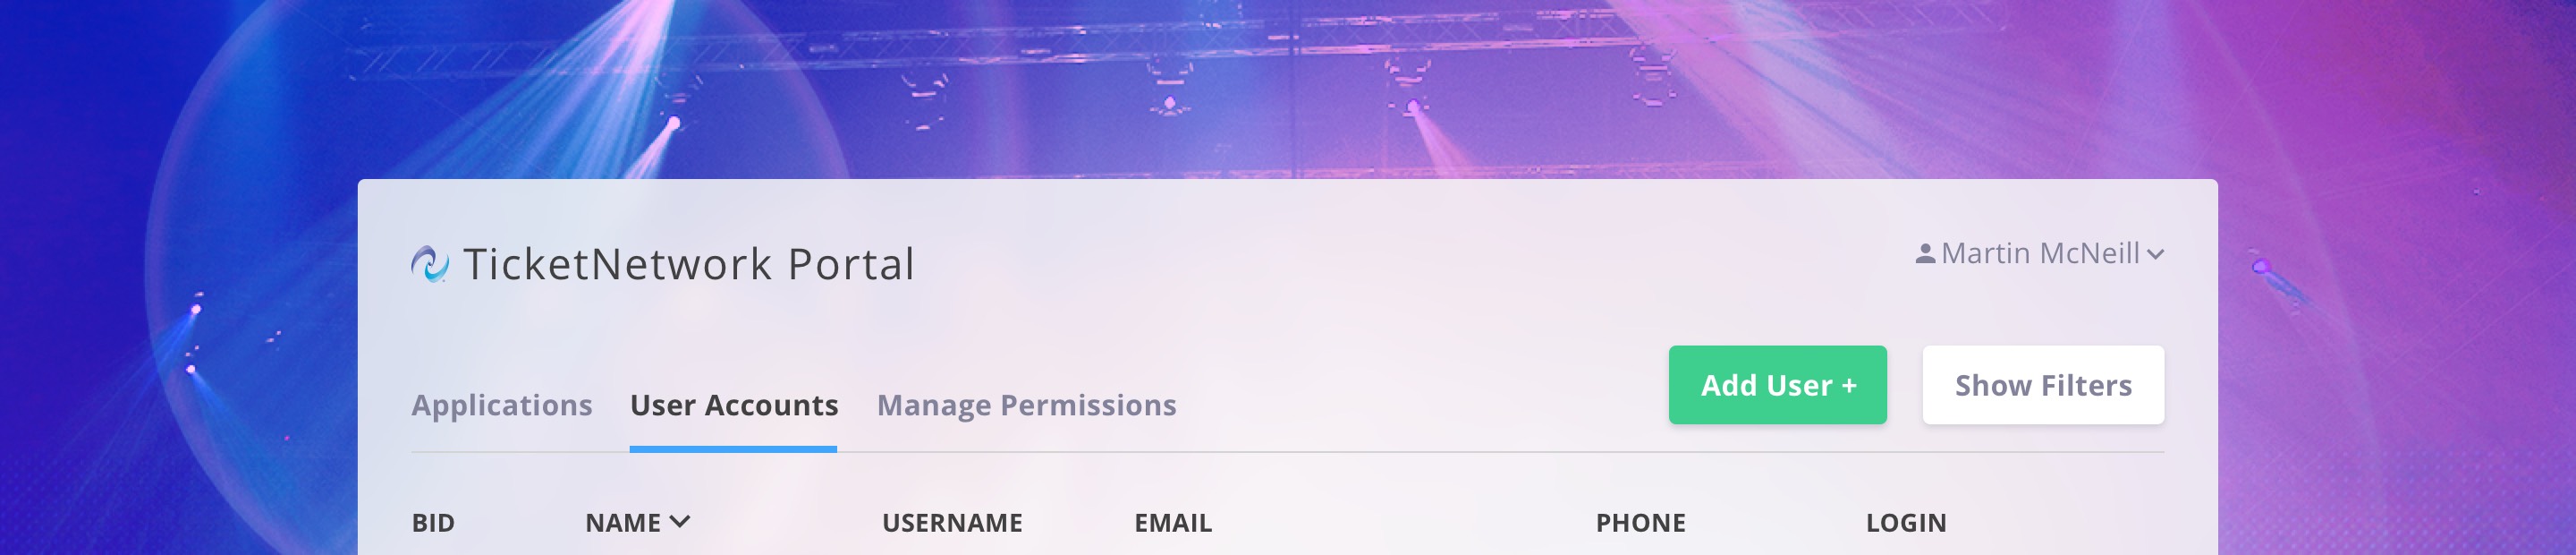 TicketNetwork Portal
Martin McNeill
Applications User Accounts Manage Permissions
Add User + Show Filters
BID NAME USERNAME EMAIL PHONE LOGIN